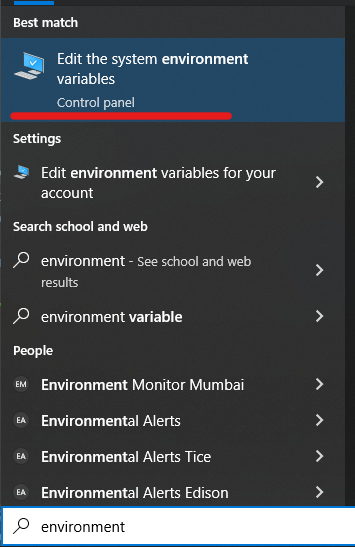 Best match
Edit the system environment
variables
Control panel
Settings
Edit environment variables for your
account
Search school and web
environment - See school and web
results
environment variable
People
EM Environment Monitor Mumbai
EA Environmental Alerts
EA Environmental Alerts Tice
EA Environmental Alerts Edison
environment